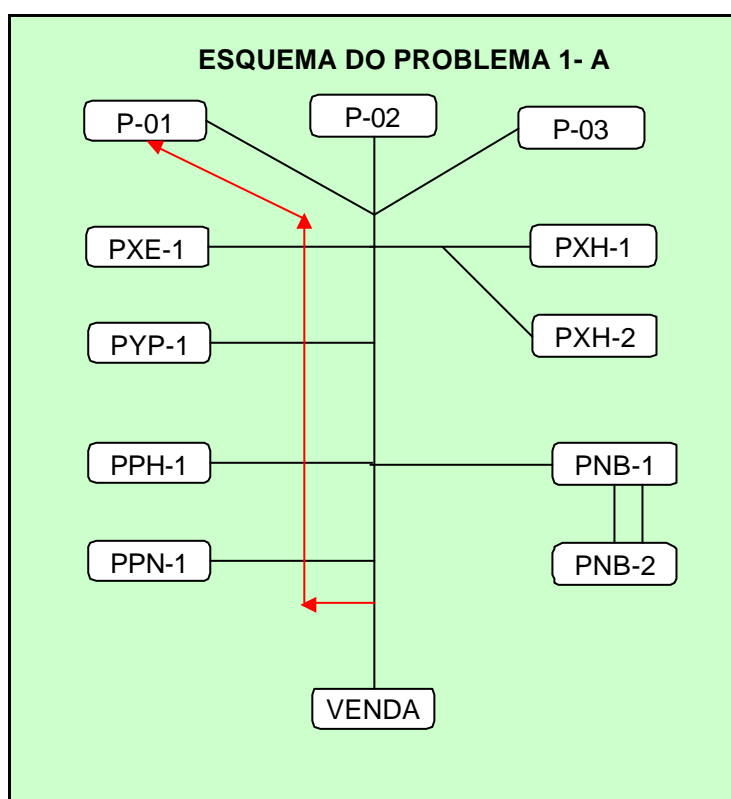 ESQUEMA DO PROBLEMA 1- A
P-01
P-02
P-03
PXE-1
PXH-1
PYP-1
PXH-2
PPH-1
PNB-1
PPN-1
PNB-2
VENDA